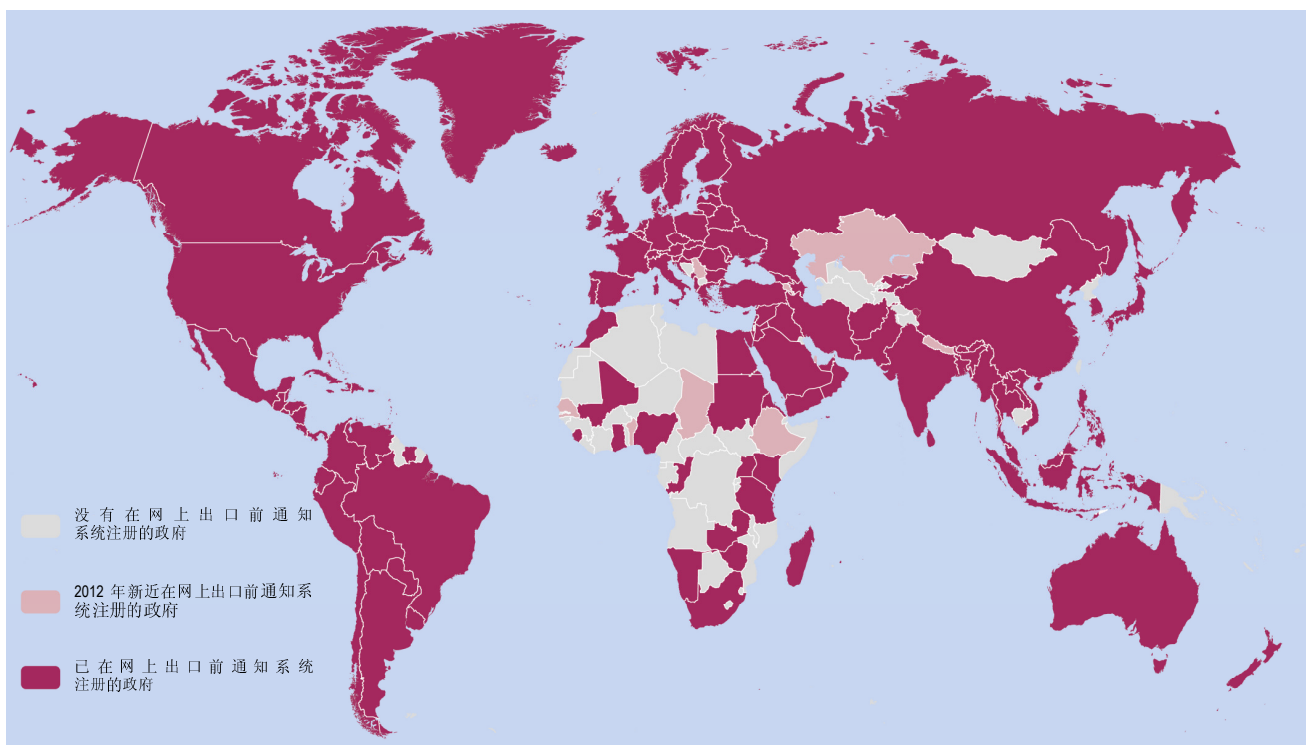 没有在网上出口前通知
系统注册的政府
2012 年新近在网上出口前通知系
统注册的政府
已在网上出口前通知系统
注册的政府